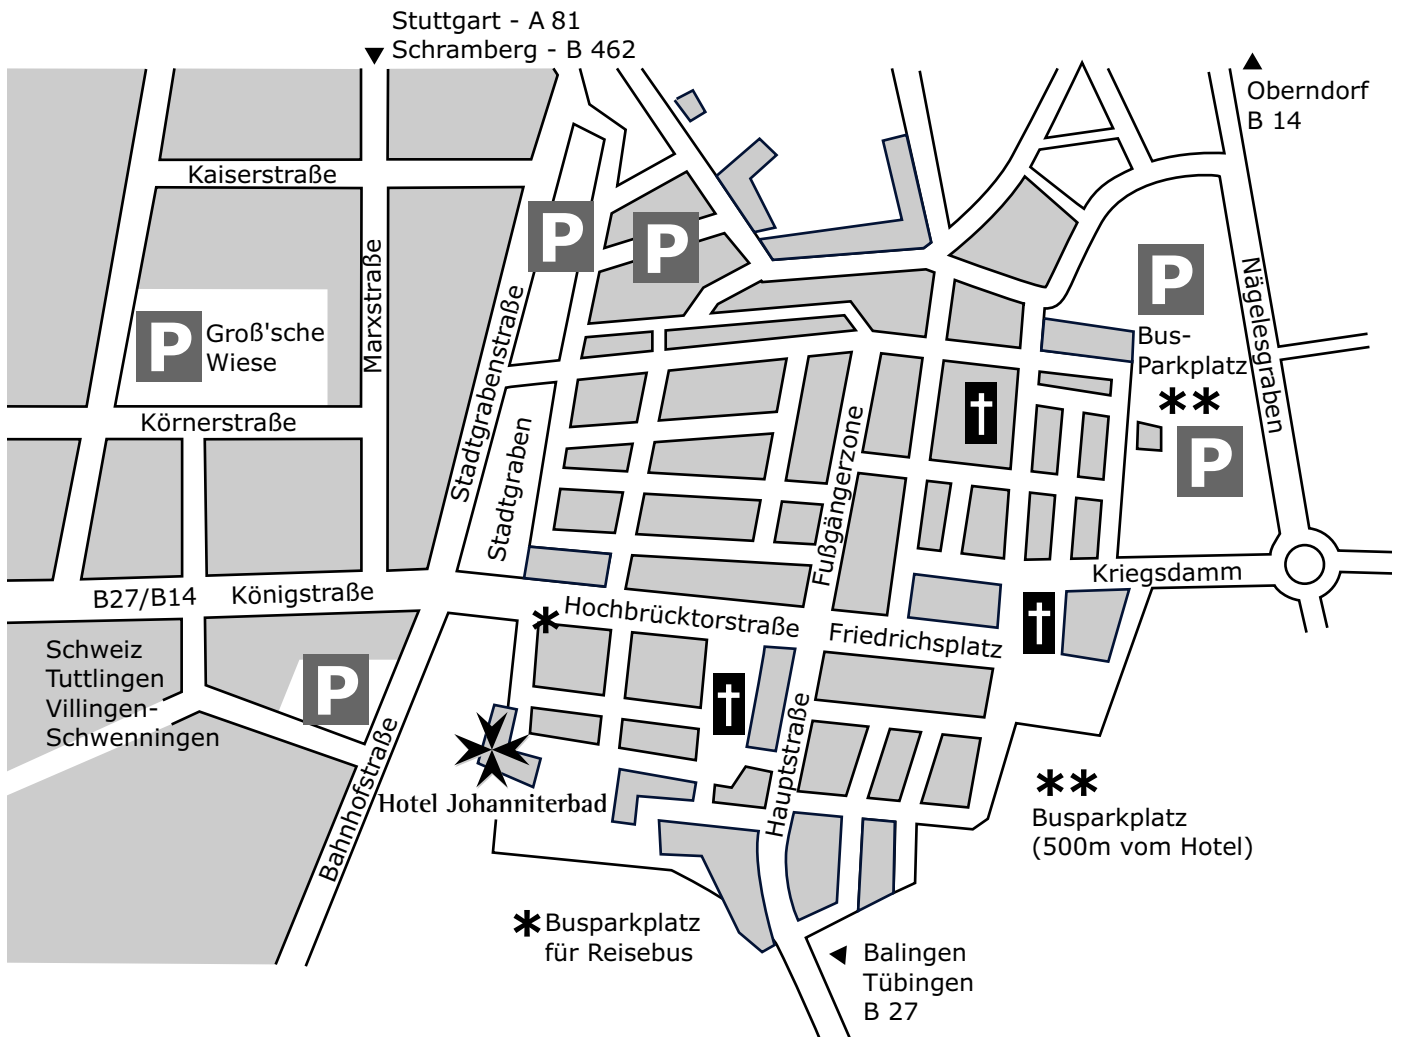 Stuttgart - A 81
Schramberg - B 462
Oberndorf
B 14
Kaiserstraße
Marxstraße
P
P
P
P
Groß'sche
Wiese
Stadtgrabenstraße
Nägelesgraben
Bus-
Parkplatz
**
P
Körnerstraße
Stadtgraben
Fußgängerzone
B27/B14
Königstraße
Kriegsdamm
*
Hochbrücktorstraße
Friedrichsplatz
Schweiz
Tuttlingen
Villingen-
Schwenningen
P
Bahnhofstraße
Hauptstraße
Hotel Johanniterbad
**
Busparkplatz
(500m vom Hotel)
*Busparkplatz
für Reisebus
Balingen
Tübingen
B 27